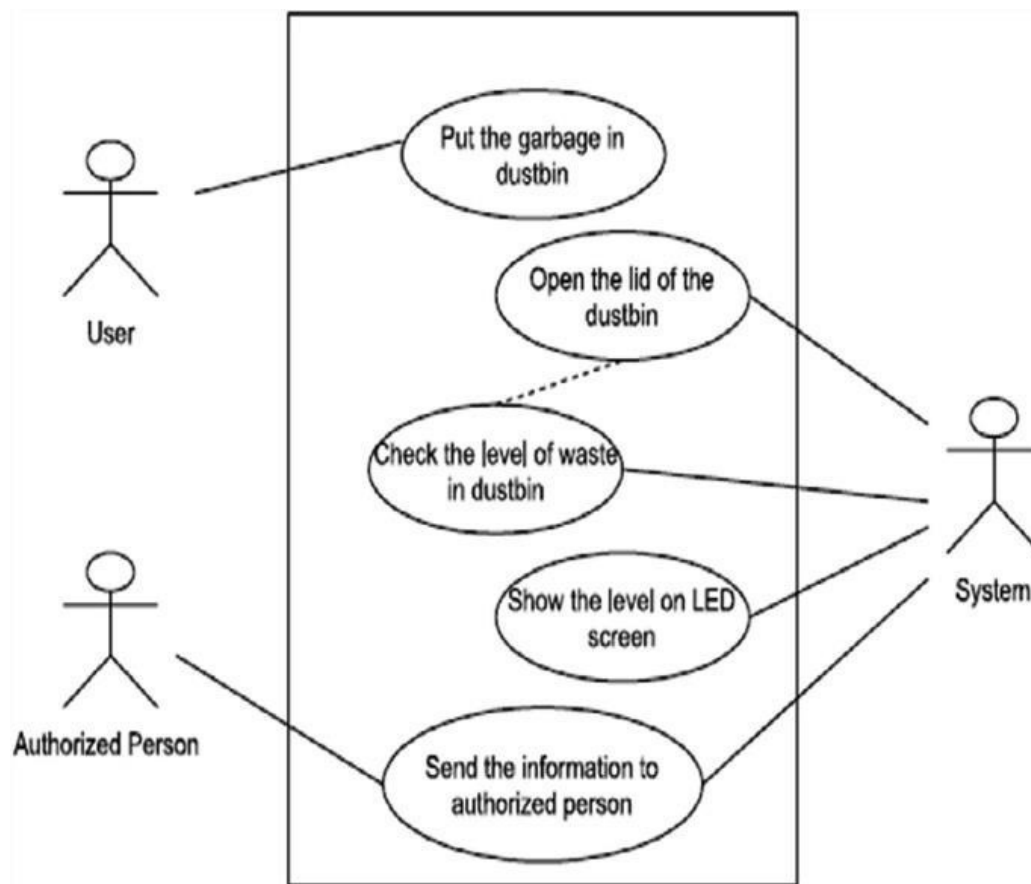 Put the garbage in
dustbin
User
Open the lid of the
dustbin
Check the level of waste
in dustbin
System
Show the level on LED
screen
Authorized Person
Send the information to
authorized person